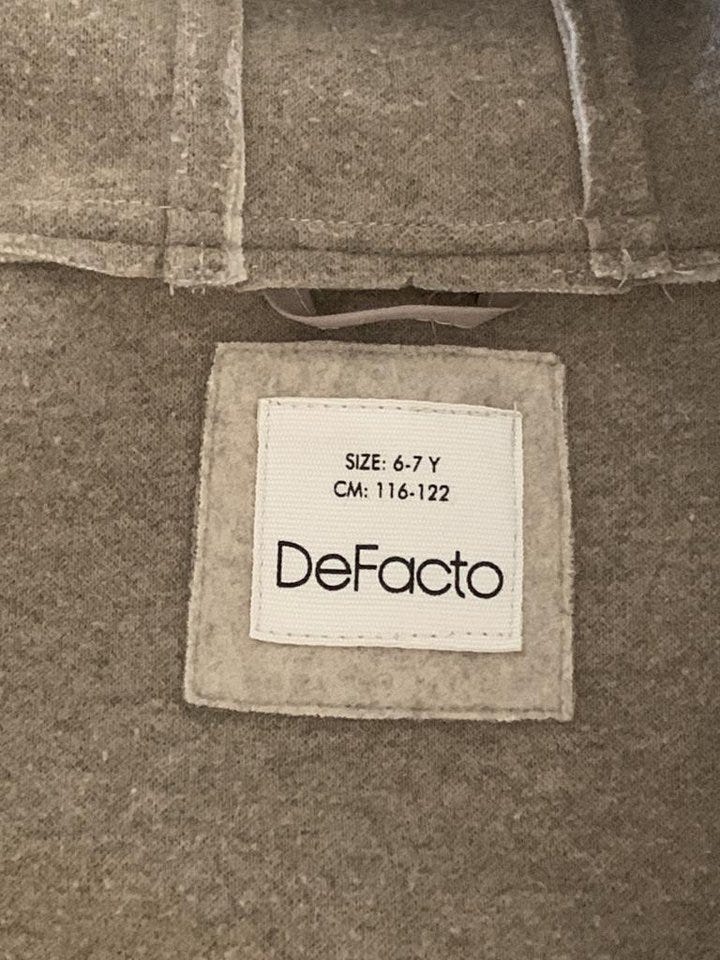 SIZE: 6-7 Y
CM: 116-122
DeFacto